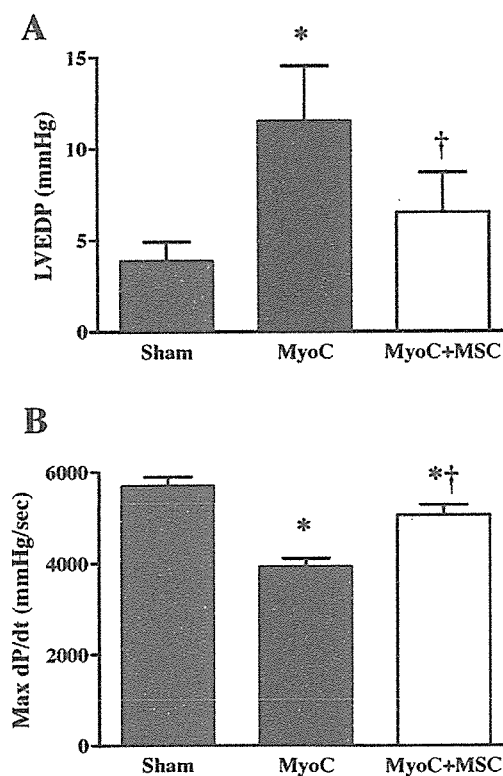 A
*
15
†
10
5
0
LVEDP (mmHg)
Sham MyoC MyoC+MSC
B
6000
*†
*
4000
2000
0
Max dP/dt (mmHg/sec)
Sham MyoC MyoC+MSC